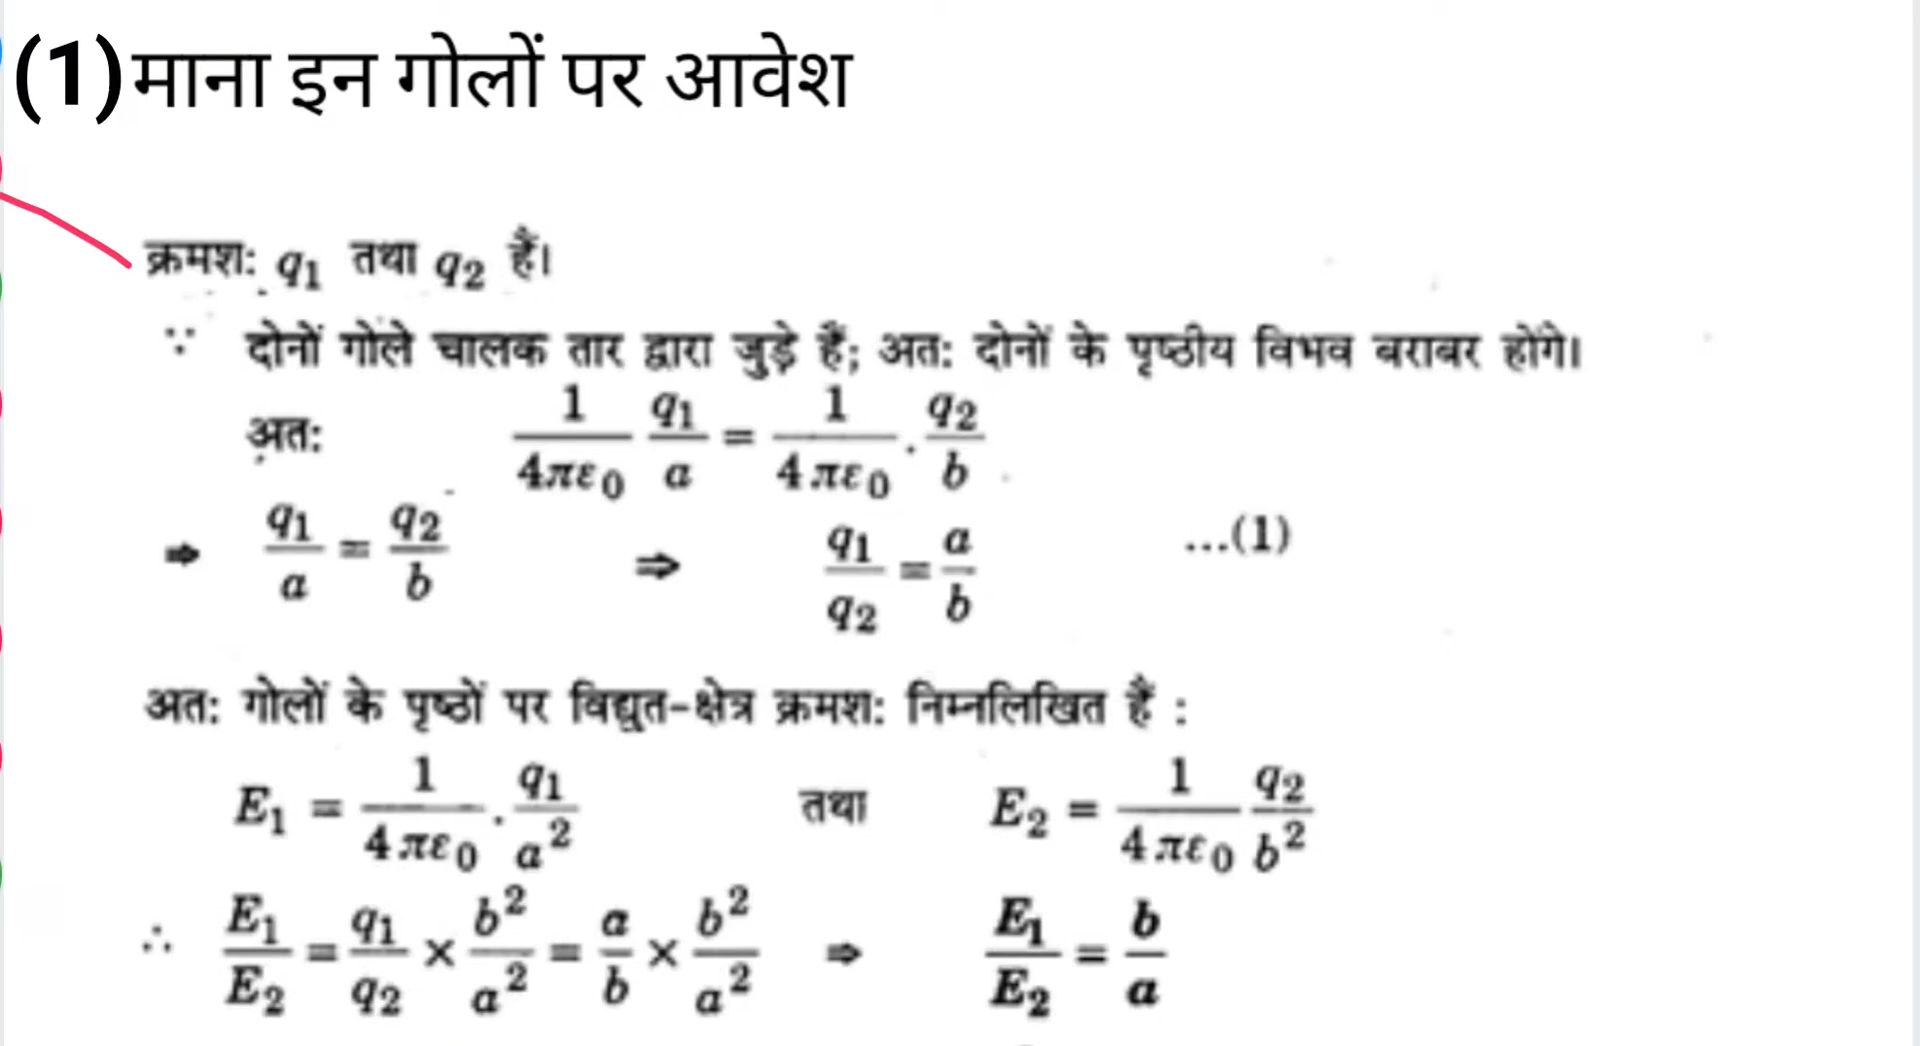 (1)माना इन गोलों पर आवेश
क्रमश: q₁ तथा q₂ हैं।
∵ दोनों गोले चालक तार द्वारा जुड़े हैं; अत: दोनों के पृष्ठीय विभव बराबर होंगे।
अत: 1/4πε₀ q₁/a = 1/4πε₀ . q₂/b
⇒ q₁/a = q₂/b ⇒ q₁/q₂ = a/b ...(1)
अत: गोलों के पृष्ठों पर विद्युत-क्षेत्र क्रमश: निम्नलिखित हैं :
E₁ = 1/4πε₀ . q₁/a² तथा E₂ = 1/4πε₀ q₂/b²
∴ E₁/E₂ = q₁/q₂ × b²/a² = a/b × b²/a² ⇒ E₁/E₂ = b/a